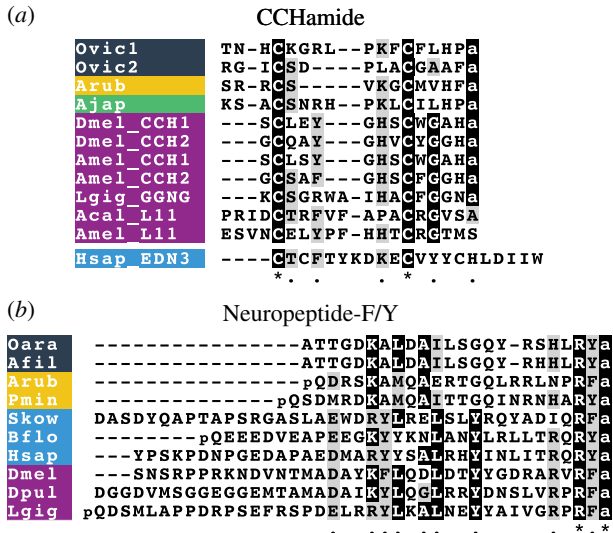 (a) CCHamide
Ovic1 TN-HCKGRL--PKFCFLHPa
Ovic2 RG-ICSD----PLACGAAFa
Arub SR-RCS-----VKGCMVHFa
Ajap KS-ACSNRH--PKLCILHPa
Dmel_CCH1 ---SCLEY---GHSCWGAHa
Dmel_CCH2 ---GCQAY---GHVCYGGHa
Amel_CCH1 ---SCLSY---GHSCWGAHa
Amel_CCH2 ---GCSAF---GHSCFGGHa
Lgig_GGNG ---KCSGRWA-IHACFGGNa
Acal_L11 PRIDCTRFVF-APACRGVSA
Amel_L11 ESVNCELYPF-HHTCRGTMS
Hsap_EDN3 ----CTCFTYKDKECVYYCHLDIIW
* . . . * . .
(b) Neuropeptide-F/Y
Oara ----------------ATTGDKALDAILSGQY-RSHLRYa
Afil ----------------ATTGDKALDAILSGQY-RHHLRYa
Arub ----------------pQDRSKAMQAERTGQLRRLNPRFa
Pmin --------------pQSDMRDKAMQAITTGQINRNHARYa
Skow DASDYQAPTAPSRGASLAEWDRYLRELSLYRQYADIQRFa
Bflo --------pQEEEDVAPEEGKYYKNLANYLRLLTRQRYa
Hsap ---YPSKPDNPGEDAPAEDMARYYSALRHYINLITRQRYa
Dmel ---SNSRPPRKNDVNTMADAYKFLQDLDTYYGDRARVRFa
Dpul DGGDVMSGGEGGEMTAMADAIKYLQGLRRYDNSLVRPRFa
Lgig pQDSMLAPPDRPSEFRSPDELRRYLKALNEYYAIVGRPRFa
. ... .. . . *.*